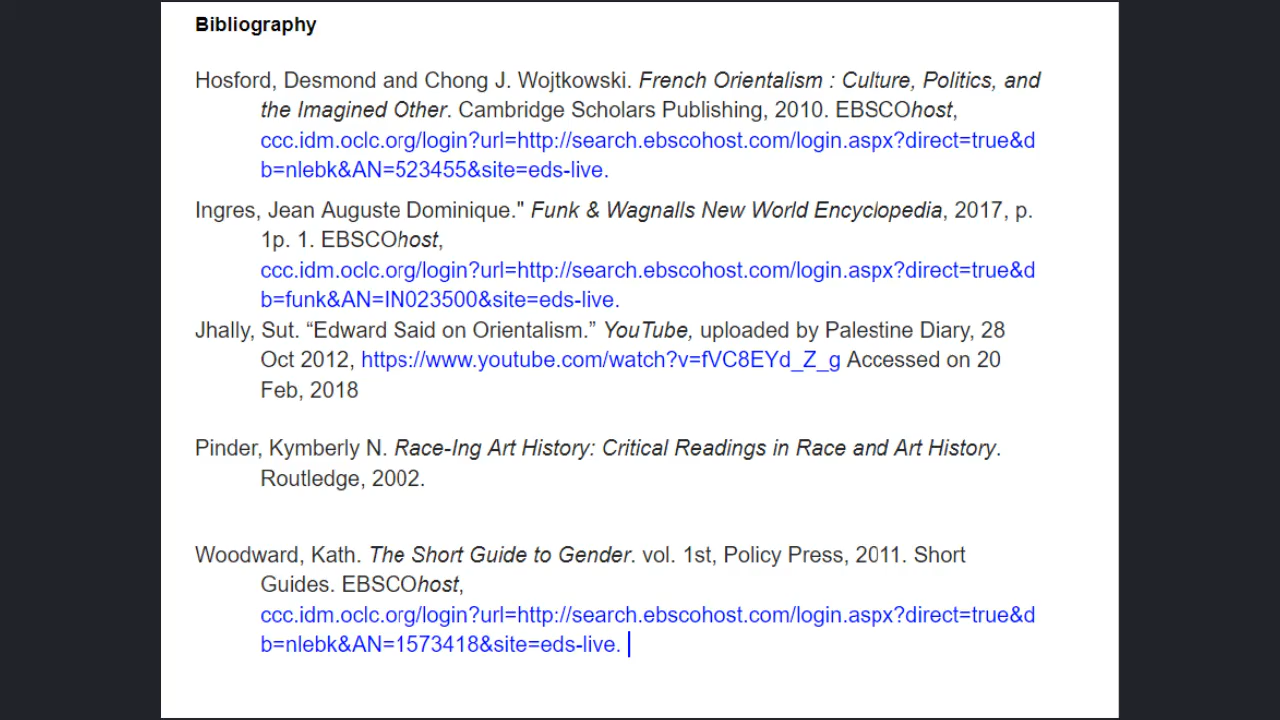 Bibliography
Hosford, Desmond and Chong J. Wojtkowski. French Orientalism : Culture, Politics, and
the Imagined Other. Cambridge Scholars Publishing, 2010. EBSCOhost,
ccc.idm.oclc.org/login?url=http://search.ebscohost.com/login.aspx?direct=true&d
b=nlebk&AN=523455&site=eds-live.
Ingres, Jean Auguste Dominique." Funk & Wagnalls New World Encyclopedia, 2017, p.
1p. 1. EBSCOhost,
ccc.idm.oclc.org/login?url=http://search.ebscohost.com/login.aspx?direct=true&d
b=funk&AN=IN023500&site=eds-live.
Jhally, Sut. “Edward Said on Orientalism.” YouTube, uploaded by Palestine Diary, 28
Oct 2012, https://www.youtube.com/watch?v=fVC8EYd_Z_g Accessed on 20
Feb, 2018
Pinder, Kymberly N. Race-Ing Art History: Critical Readings in Race and Art History.
Routledge, 2002.
Woodward, Kath. The Short Guide to Gender. vol. 1st, Policy Press, 2011. Short
Guides. EBSCOhost,
ccc.idm.oclc.org/login?url=http://search.ebscohost.com/login.aspx?direct=true&d
b=nlebk&AN=1573418&site=eds-live.